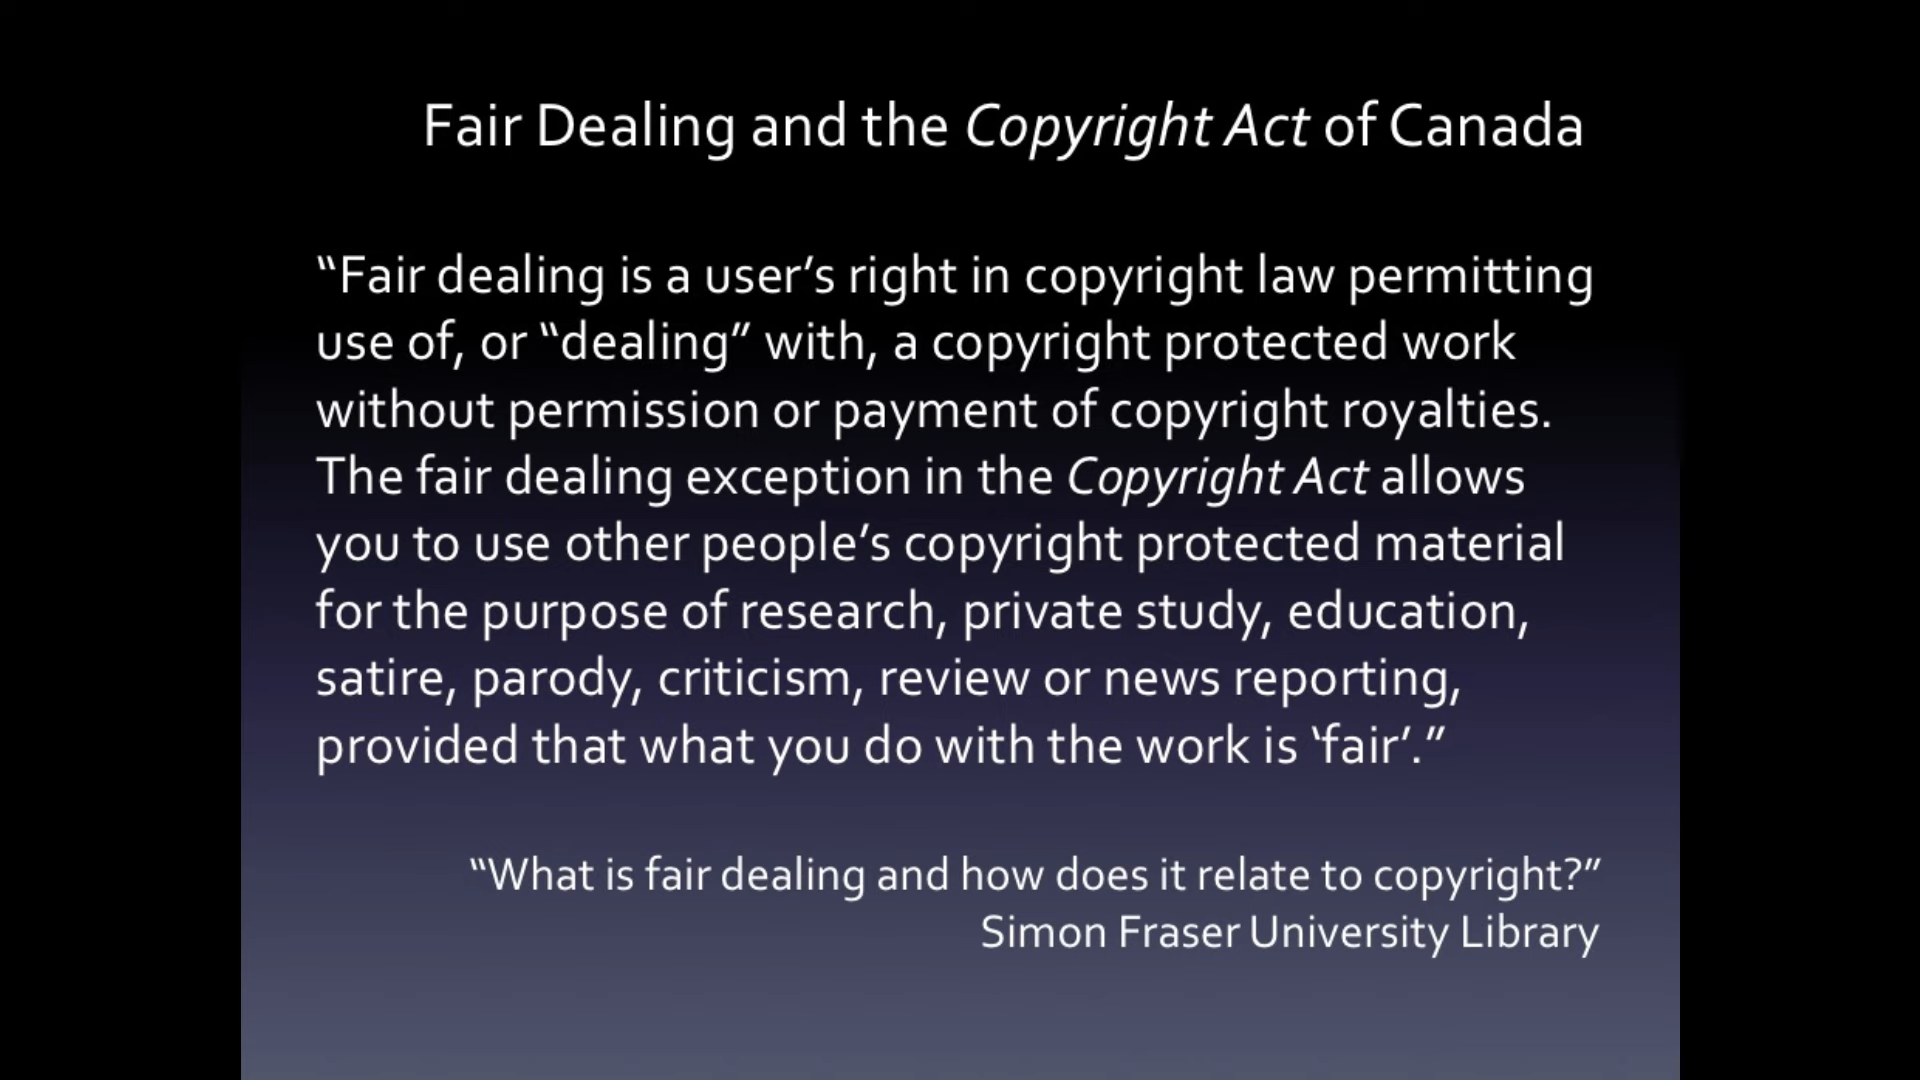 Fair Dealing and the Copyright Act of Canada
“Fair dealing is a user’s right in copyright law permitting
use of, or “dealing” with, a copyright protected work
without permission or payment of copyright royalties.
The fair dealing exception in the Copyright Act allows
you to use other people’s copyright protected material
for the purpose of research, private study, education,
satire, parody, criticism, review or news reporting,
provided that what you do with the work is ‘fair’.”
“What is fair dealing and how does it relate to copyright?”
Simon Fraser University Library